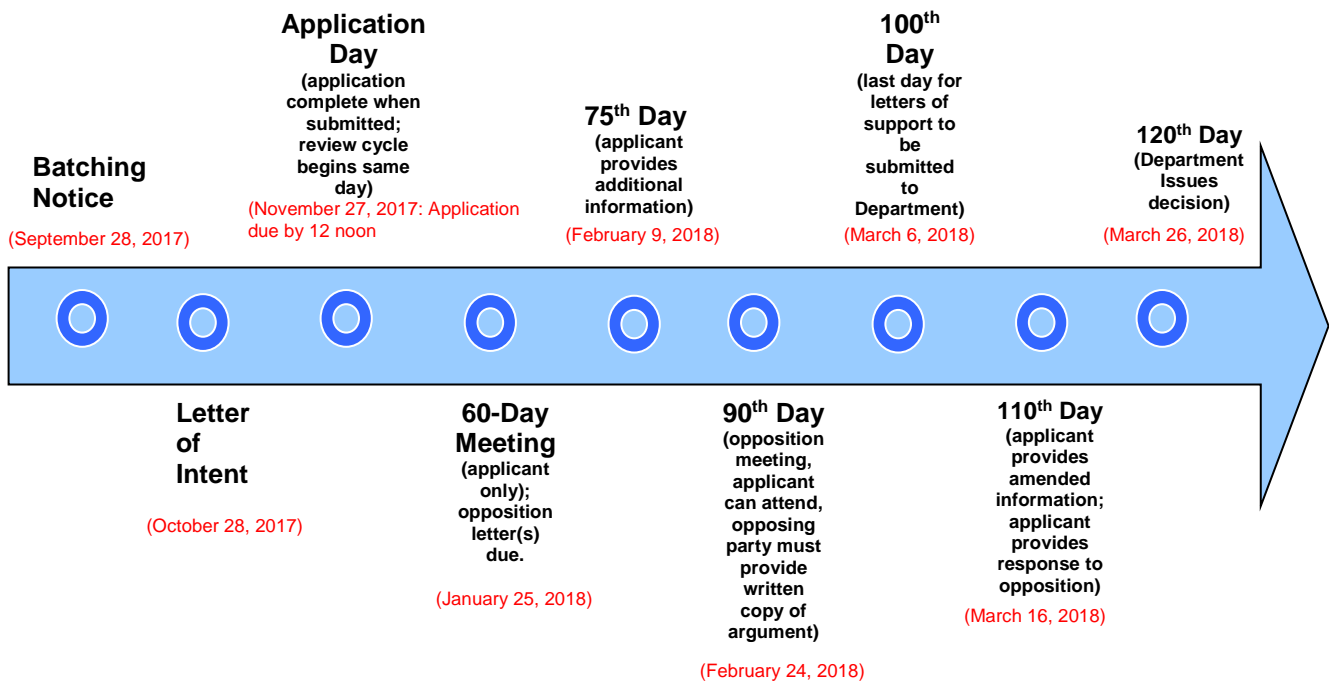 Batching
Notice
(September 28, 2017)
Letter
of
Intent
(October 28, 2017)
Application
Day
(application
complete when
submitted;
review cycle
begins same
day)
(November 27, 2017: Application
due by 12 noon
60-Day
Meeting
(applicant
only);
opposition
letter(s)
due.
(January 25, 2018)
75th Day
(applicant
provides
additional
information)
(February 9, 2018)
90th Day
(opposition
meeting,
applicant
can attend,
opposing
party must
provide
written
copy of
argument)
(February 24, 2018)
100th
Day
(last day for
letters of
support to
be
submitted
to
Department)
(March 6, 2018)
110th Day
(applicant
provides
amended
information;
applicant
provides
response to
opposition)
(March 16, 2018)
120th Day
(Department
Issues
decision)
(March 26, 2018)